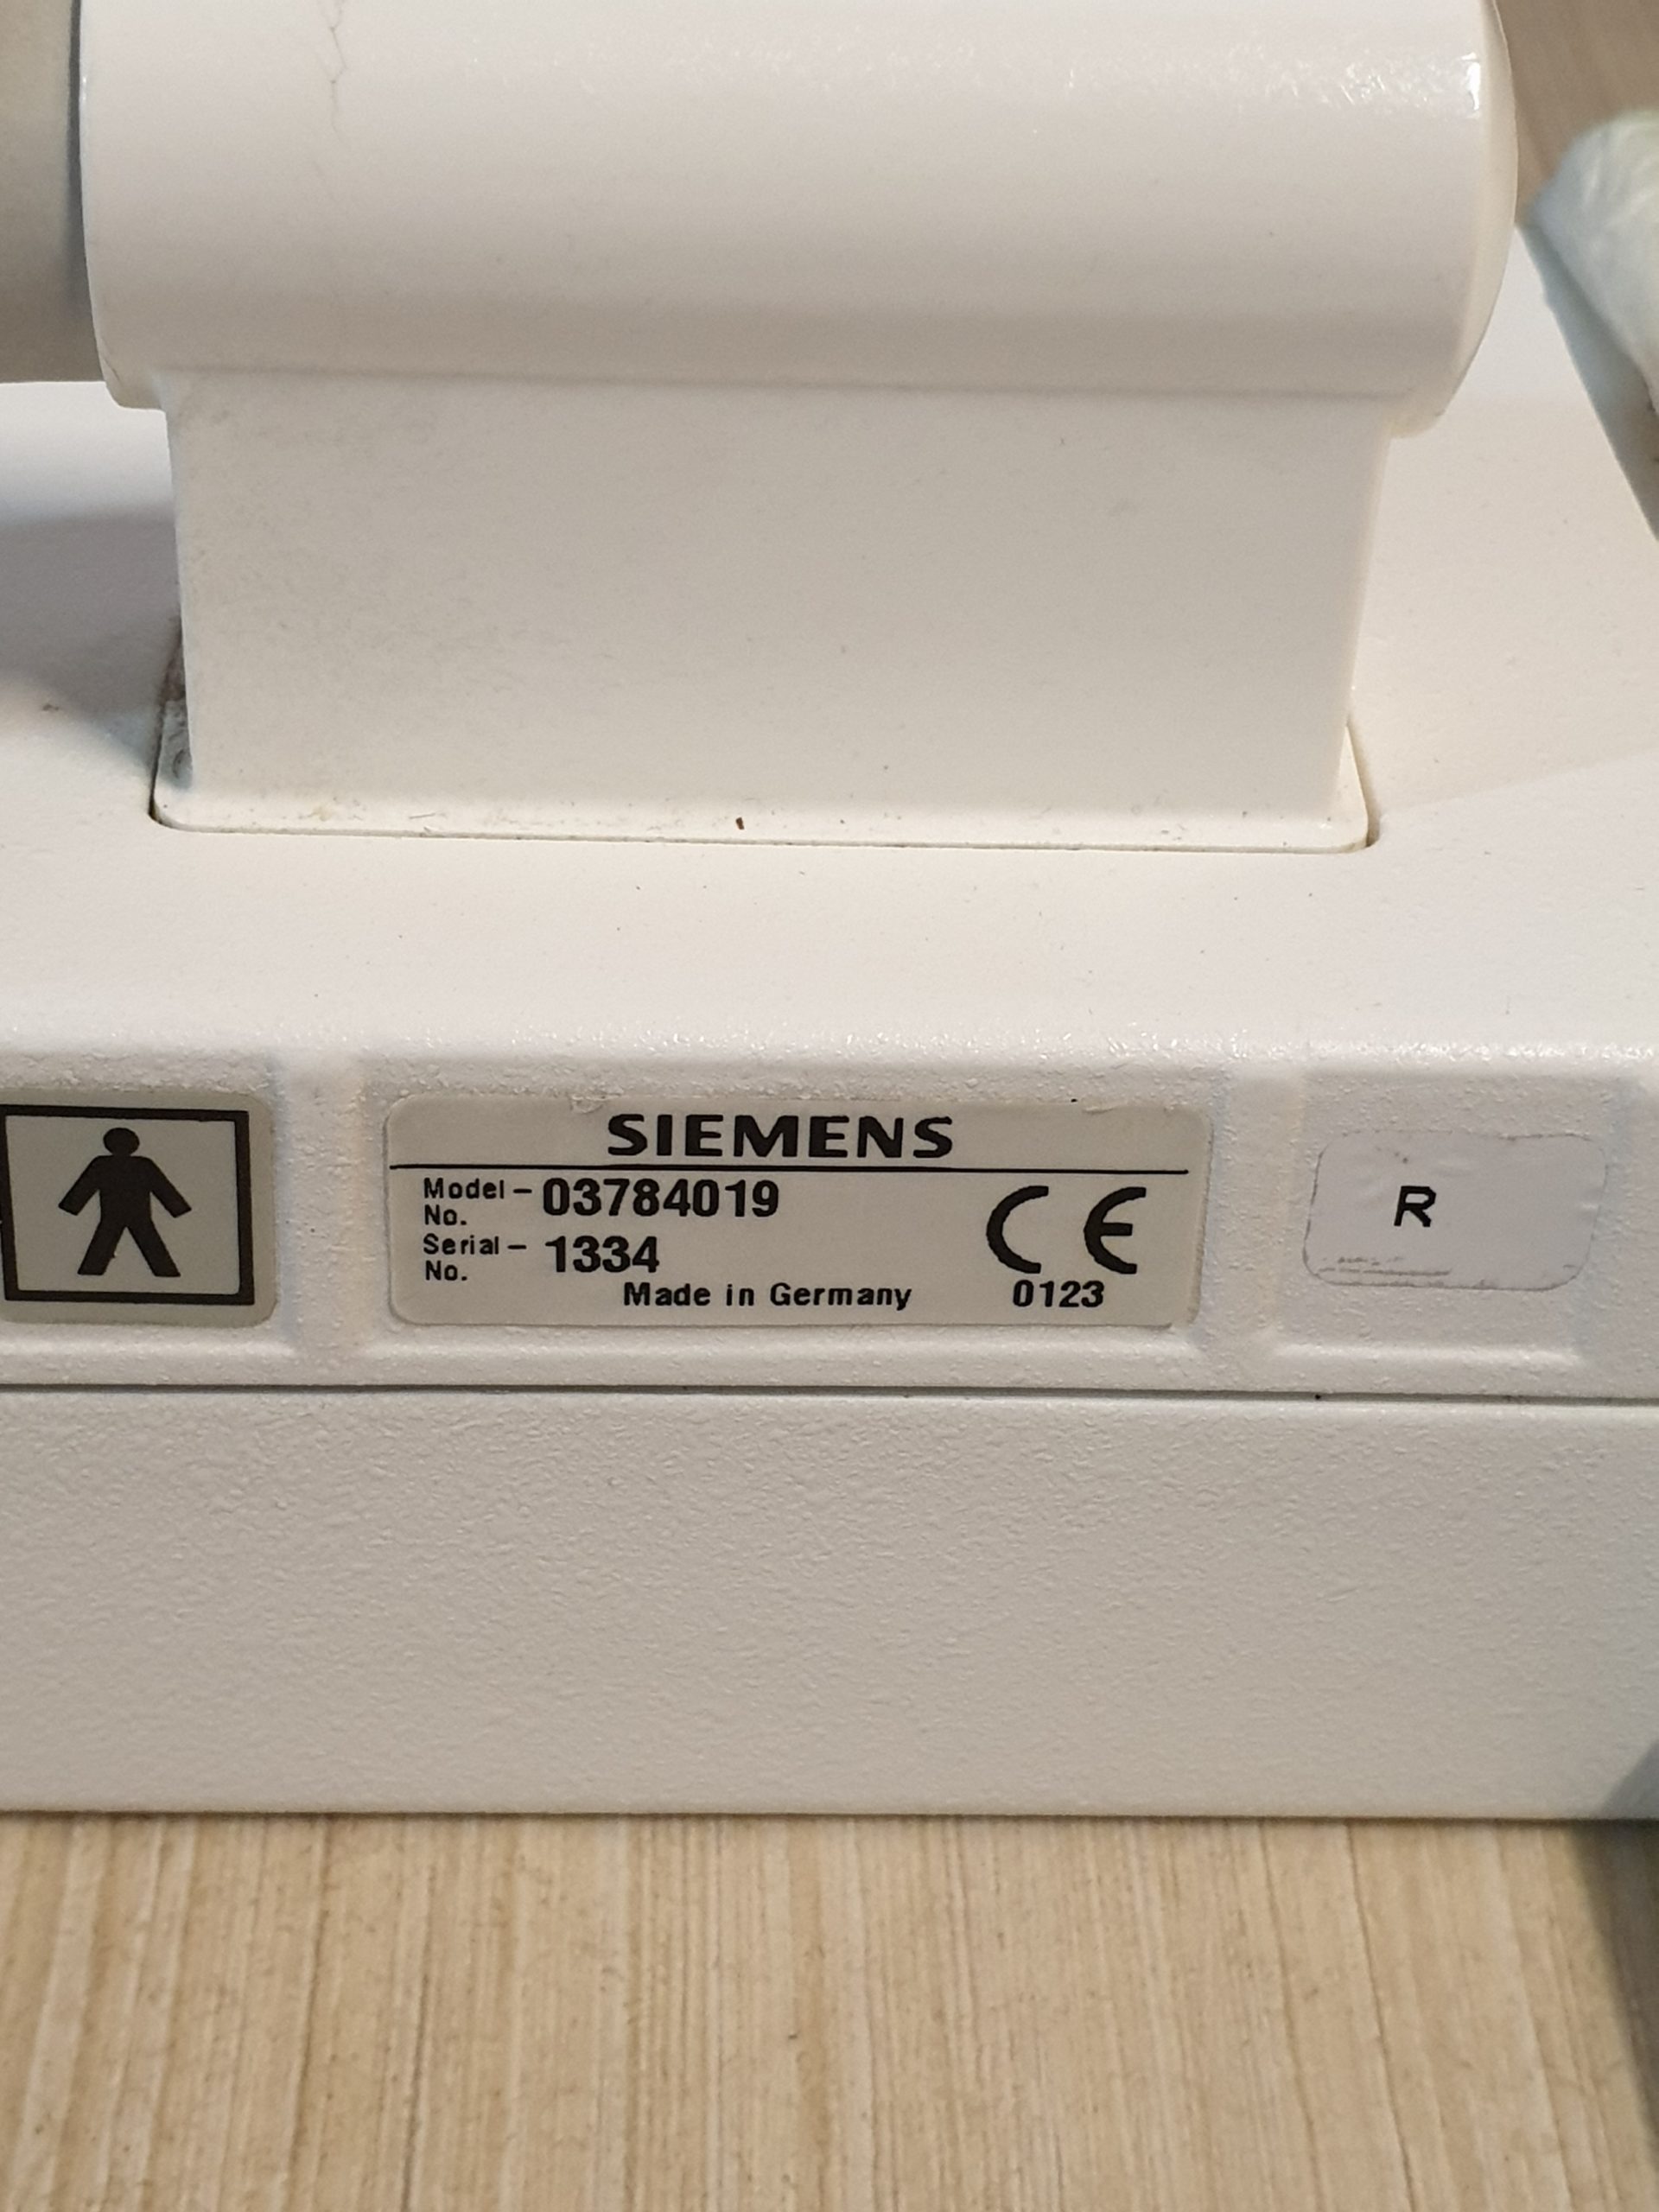 SIEMENS
Model No. - 03784019
Serial No. - 1334
Made in Germany
CE
0123
R